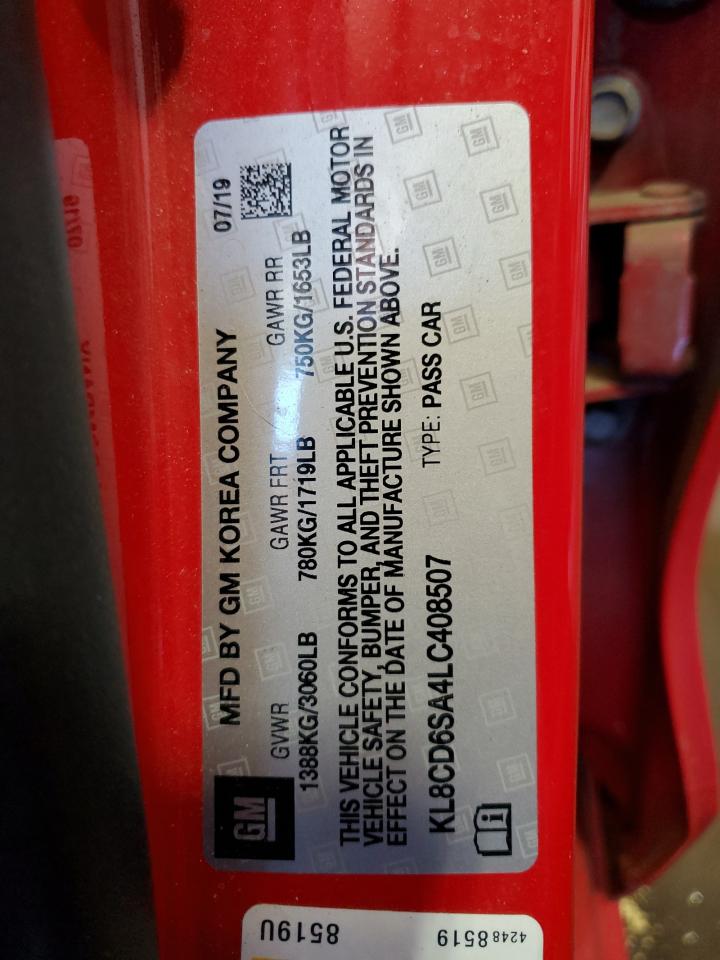 GM
MFD BY GM KOREA COMPANY 07/19
GVWR GAWR FRT GAWR RR
1388KG/3060LB 780KG/1719LB 750KG/1653LB
THIS VEHICLE CONFORMS TO ALL APPLICABLE U.S. FEDERAL MOTOR
VEHICLE SAFETY, BUMPER, AND THEFT PREVENTION STANDARDS IN
EFFECT ON THE DATE OF MANUFACTURE SHOWN ABOVE.
KL8CD6SA4LC408507 TYPE: PASS CAR
42488519
8519U